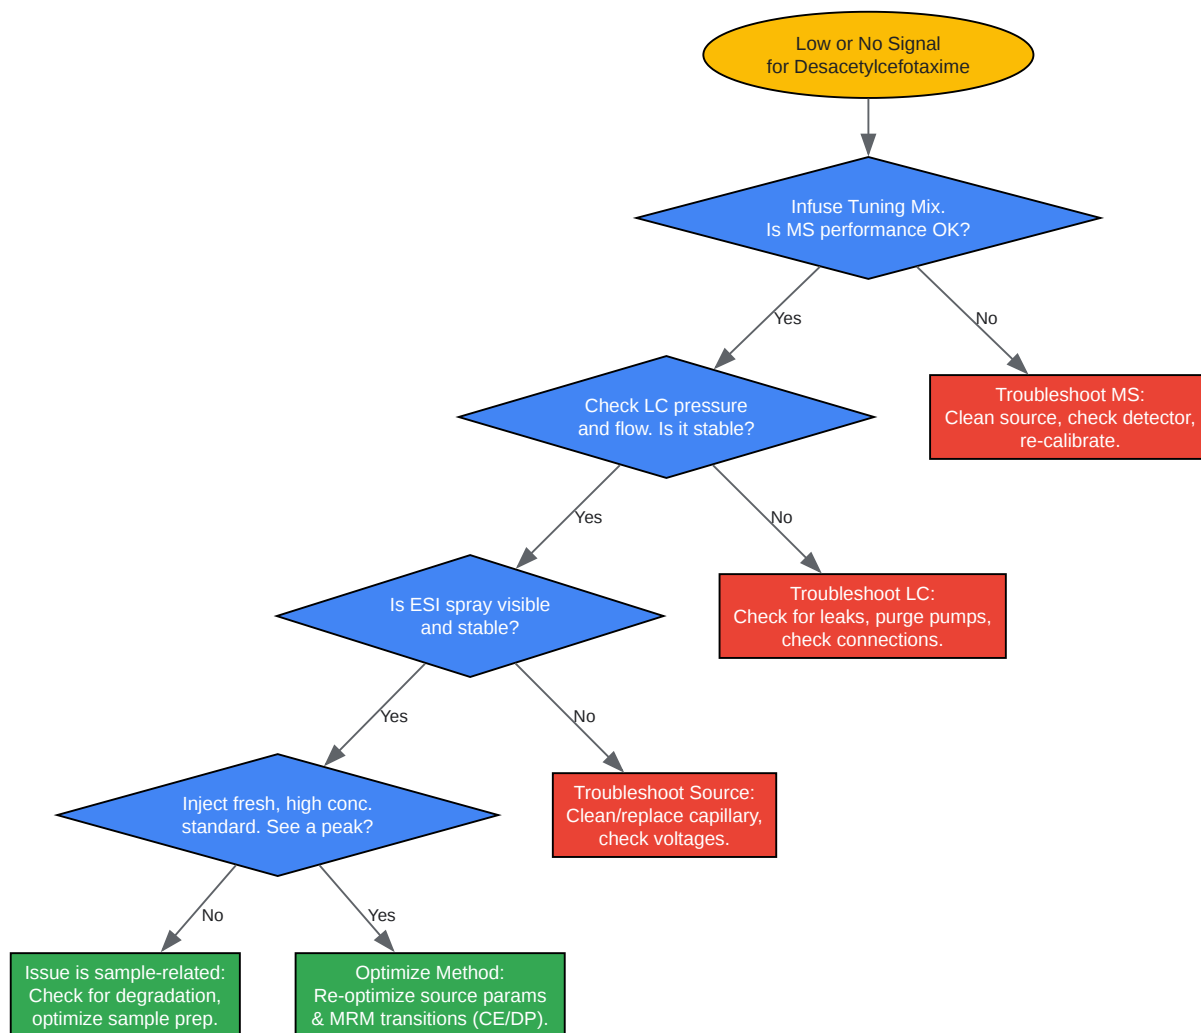 Low or No Signal
for Desacetylcefotaxime
Infuse Tuning Mix.
Is MS performance OK?
Yes
No
Troubleshoot MS:
Clean source, check detector,
re-calibrate.
Check LC pressure
and flow. Is it stable?
Yes
No
Troubleshoot LC:
Check for leaks, purge pumps,
check connections.
Is ESI spray visible
and stable?
Yes
No
Troubleshoot Source:
Clean/replace capillary,
check voltages.
Inject fresh, high conc.
standard. See a peak?
No
Yes
Issue is sample-related:
Check for degradation,
optimize sample prep.
Optimize Method:
Re-optimize source params
& MRM transitions (CE/DP).